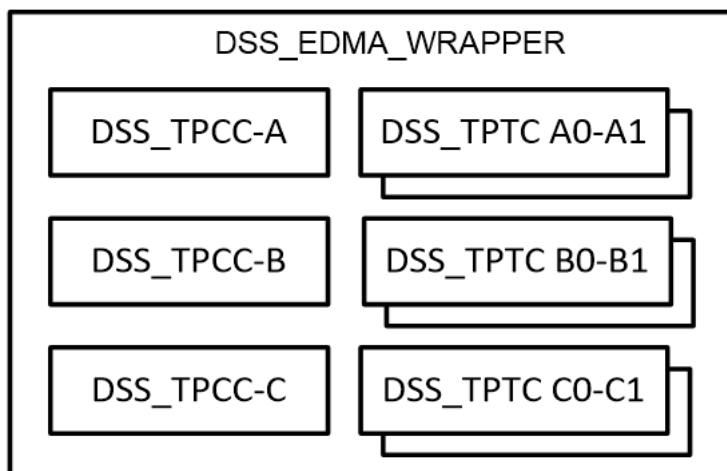 DSS_EDMA_WRAPPER
DSS_TPCC-A
DSS_TPTC A0-A1
DSS_TPCC-B
DSS_TPTC B0-B1
DSS_TPCC-C
DSS_TPTC C0-C1